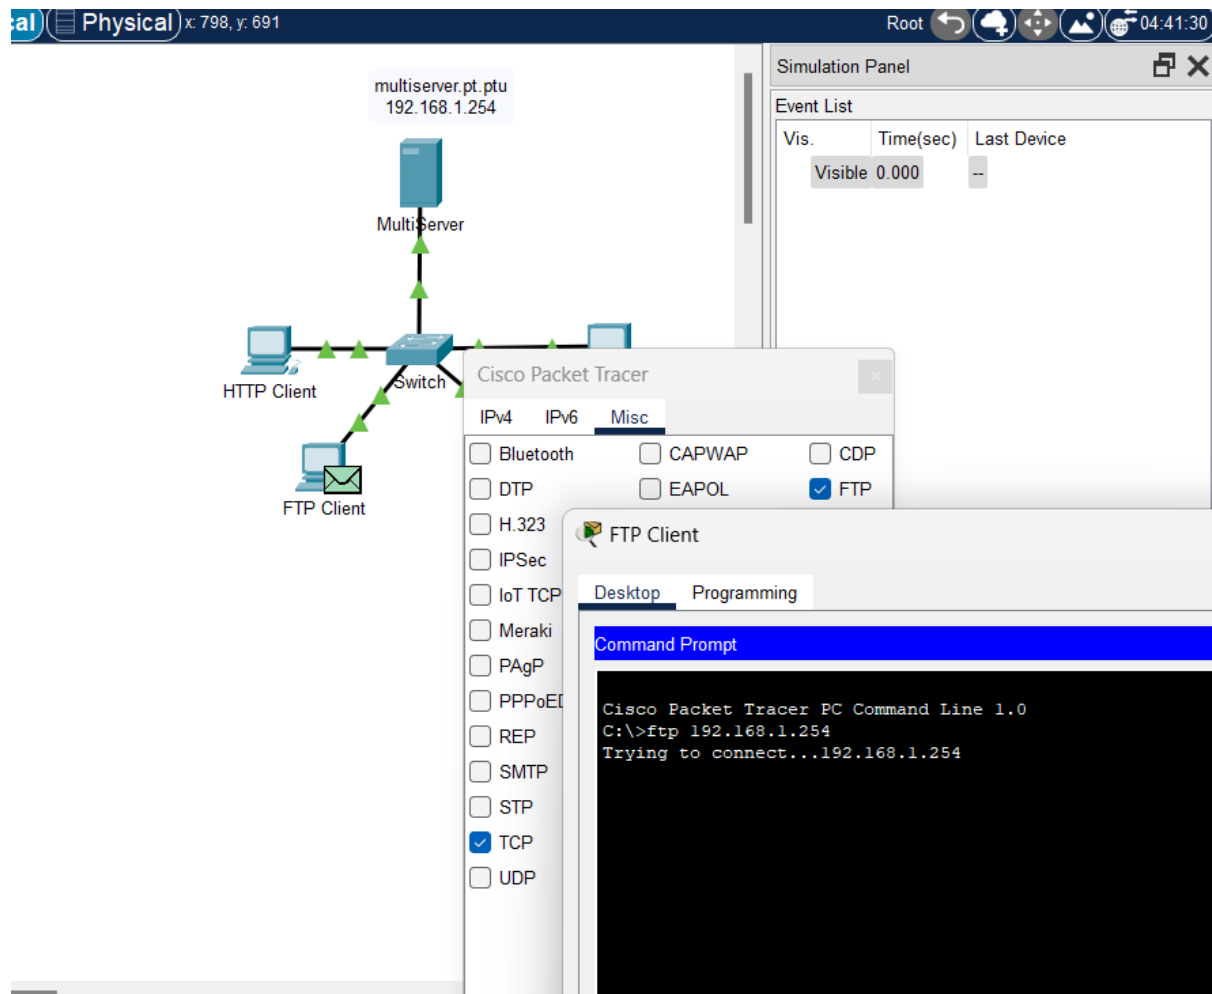 al Physical x: 798, y: 691 Root 04:41:30
multiserver.pt.ptu
192.168.1.254
MultiServer
HTTP Client
Switch
FTP Client
Simulation Panel
Event List
Vis. Time(sec) Last Device
Visible 0.000 --
Cisco Packet Tracer
IPv4 IPv6 Misc
Bluetooth CAPWAP CDP
DTP EAPOL FTP
H.323
IPSec
IoT TCP
Meraki
PAgP
PPPoED
REP
SMTP
STP
TCP
UDP
FTP Client
Desktop Programming
Command Prompt
Cisco Packet Tracer PC Command Line 1.0
C:\>ftp 192.168.1.254
Trying to connect...192.168.1.254